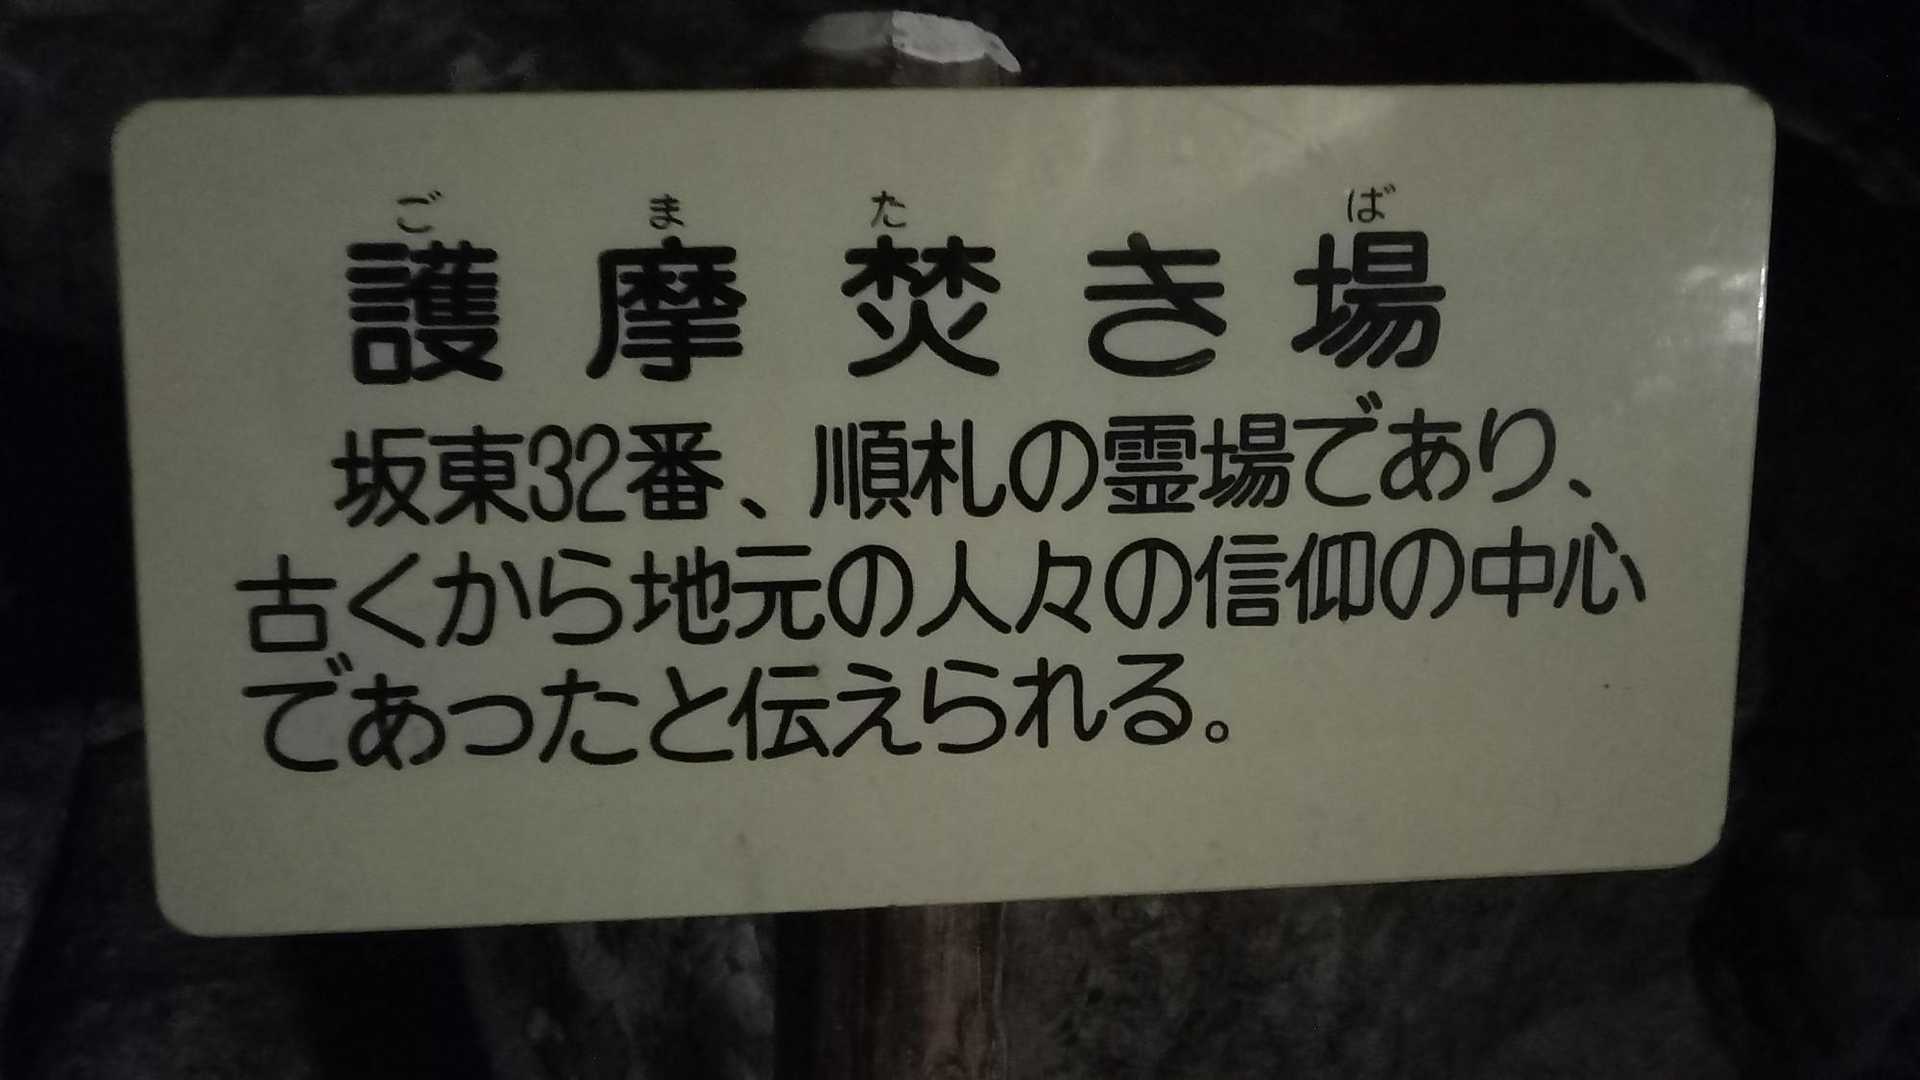 ごまたば
護摩焚き場
坂東32番、順札の霊場であり、
古くから地元の人々の信仰の中心
であったと伝えられる。